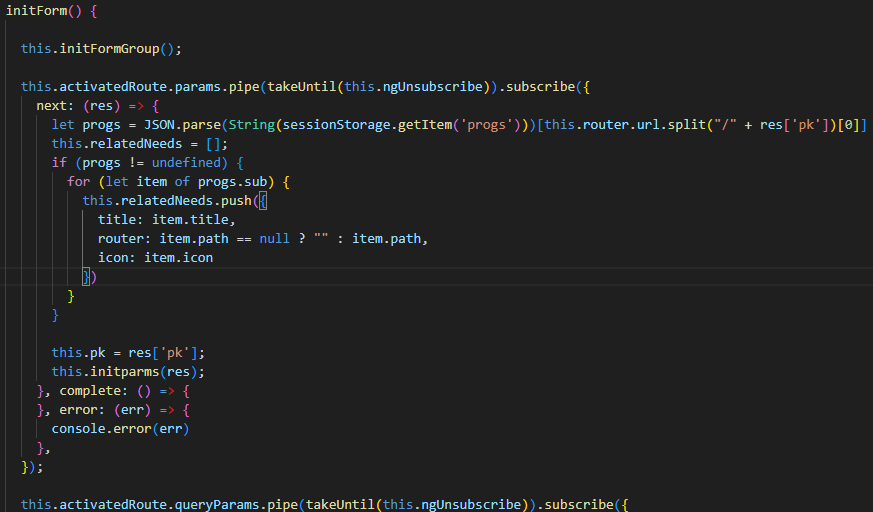 initForm() {
this.initFormGroup();
this.activatedRoute.params.pipe(takeUntil(this.ngUnsubscribe)).subscribe({
next: (res) => {
let progs = JSON.parse(String(sessionStorage.getItem('progs')))[this.router.url.split("/" + res['pk'])[0]]
this.relatedNeeds = [];
if (progs != undefined) {
for (let item of progs.sub) {
this.relatedNeeds.push({
title: item.title,
router: item.path == null ? "" : item.path,
icon: item.icon
})
}
}
this.pk = res['pk'];
this.initparms(res);
}, complete: () => {
}, error: (err) => {
console.error(err)
},
});
this.activatedRoute.queryParams.pipe(takeUntil(this.ngUnsubscribe)).subscribe({